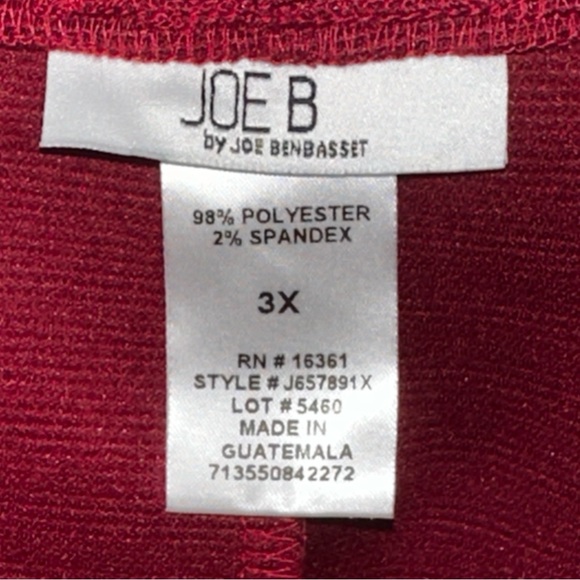 JOE B
by JOE BENBASSET
98% POLYESTER
2% SPANDEX
3X
RN # 16361
STYLE # J657891X
LOT # 5460
MADE IN
GUATEMALA
713550842272